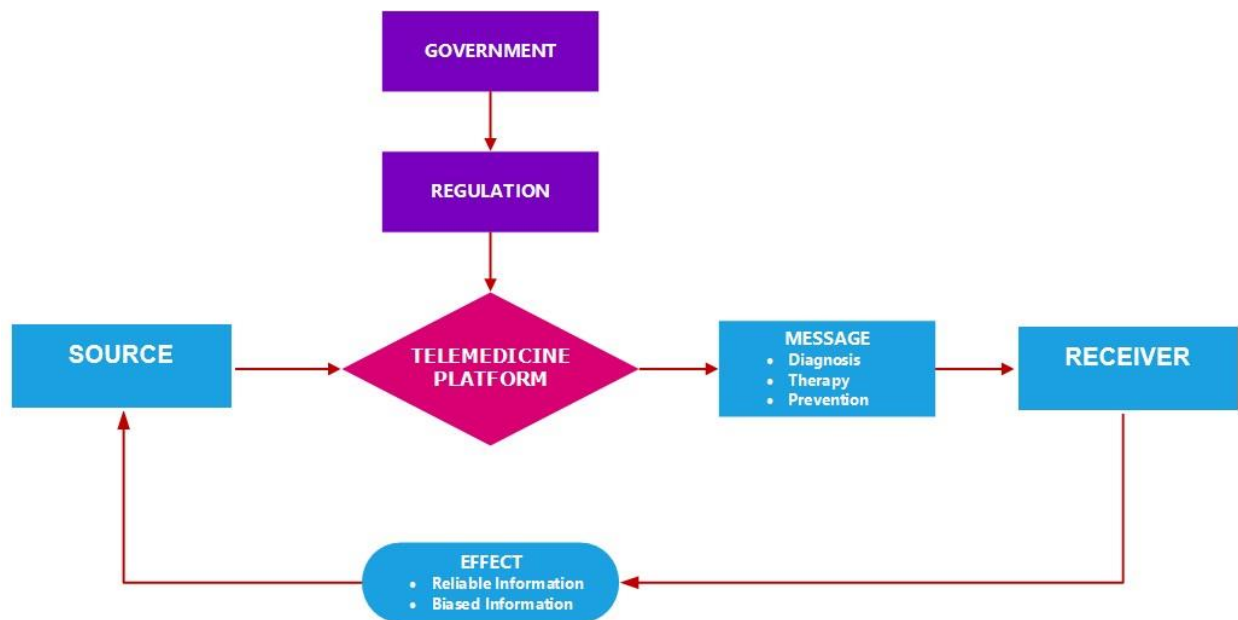 GOVERNMENT
REGULATION
SOURCE
TELEMEDICINE
PLATFORM
MESSAGE
• Diagnosis
• Therapy
• Prevention
RECEIVER
EFFECT
• Reliable Information
• Biased Information